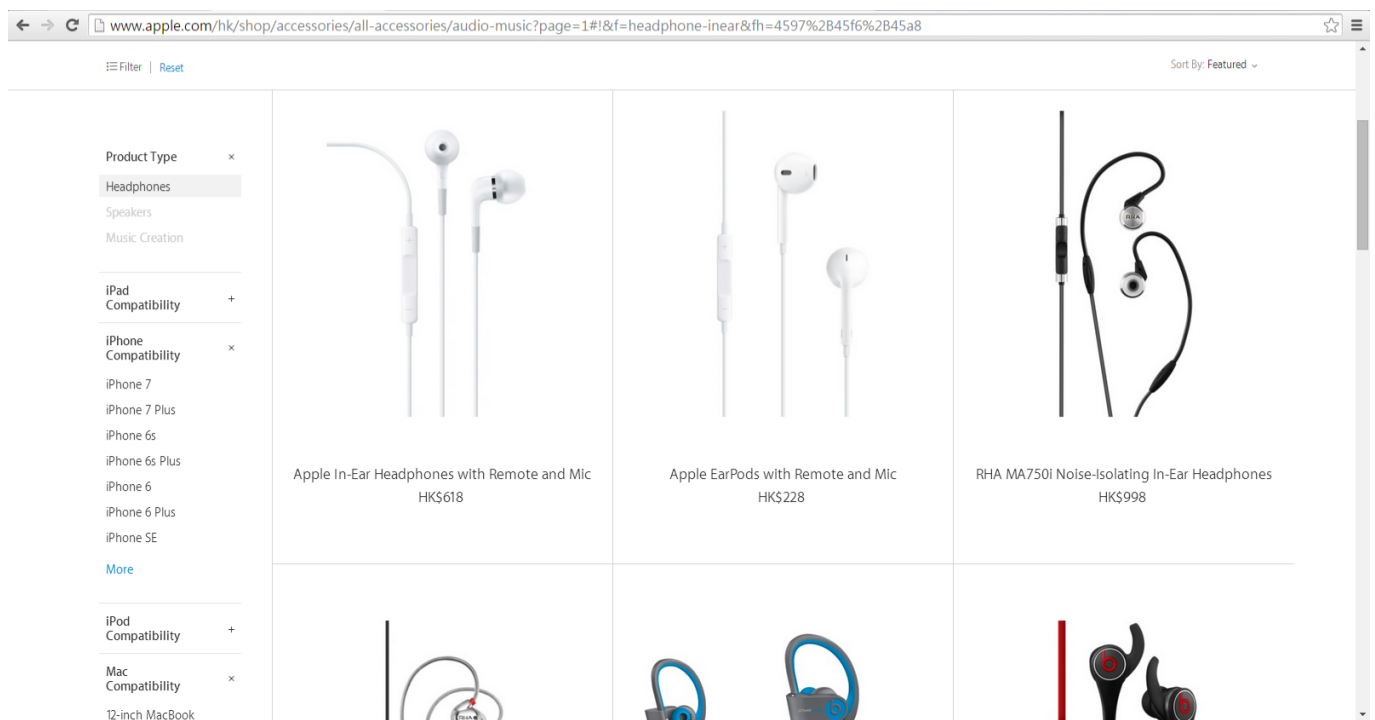 www.apple.com/hk/shop/accessories/all-accessories/audio-music?page=1#!&f=headphone-inear&fh=4597%2B45f6%2B45a8
Filter | Reset
Sort By: Featured
Product Type ×
Headphones
Speakers
Music Creation
iPad
Compatibility +
iPhone
Compatibility ×
iPhone 7
iPhone 7 Plus
iPhone 6s
iPhone 6s Plus
iPhone 6
iPhone 6 Plus
iPhone SE
More
iPod
Compatibility +
Mac
Compatibility ×
12-inch MacBook
RHA
Apple In-Ear Headphones with Remote and Mic
HK$618
Apple EarPods with Remote and Mic
HK$228
RHA MA750i Noise-Isolating In-Ear Headphones
HK$998
RHA